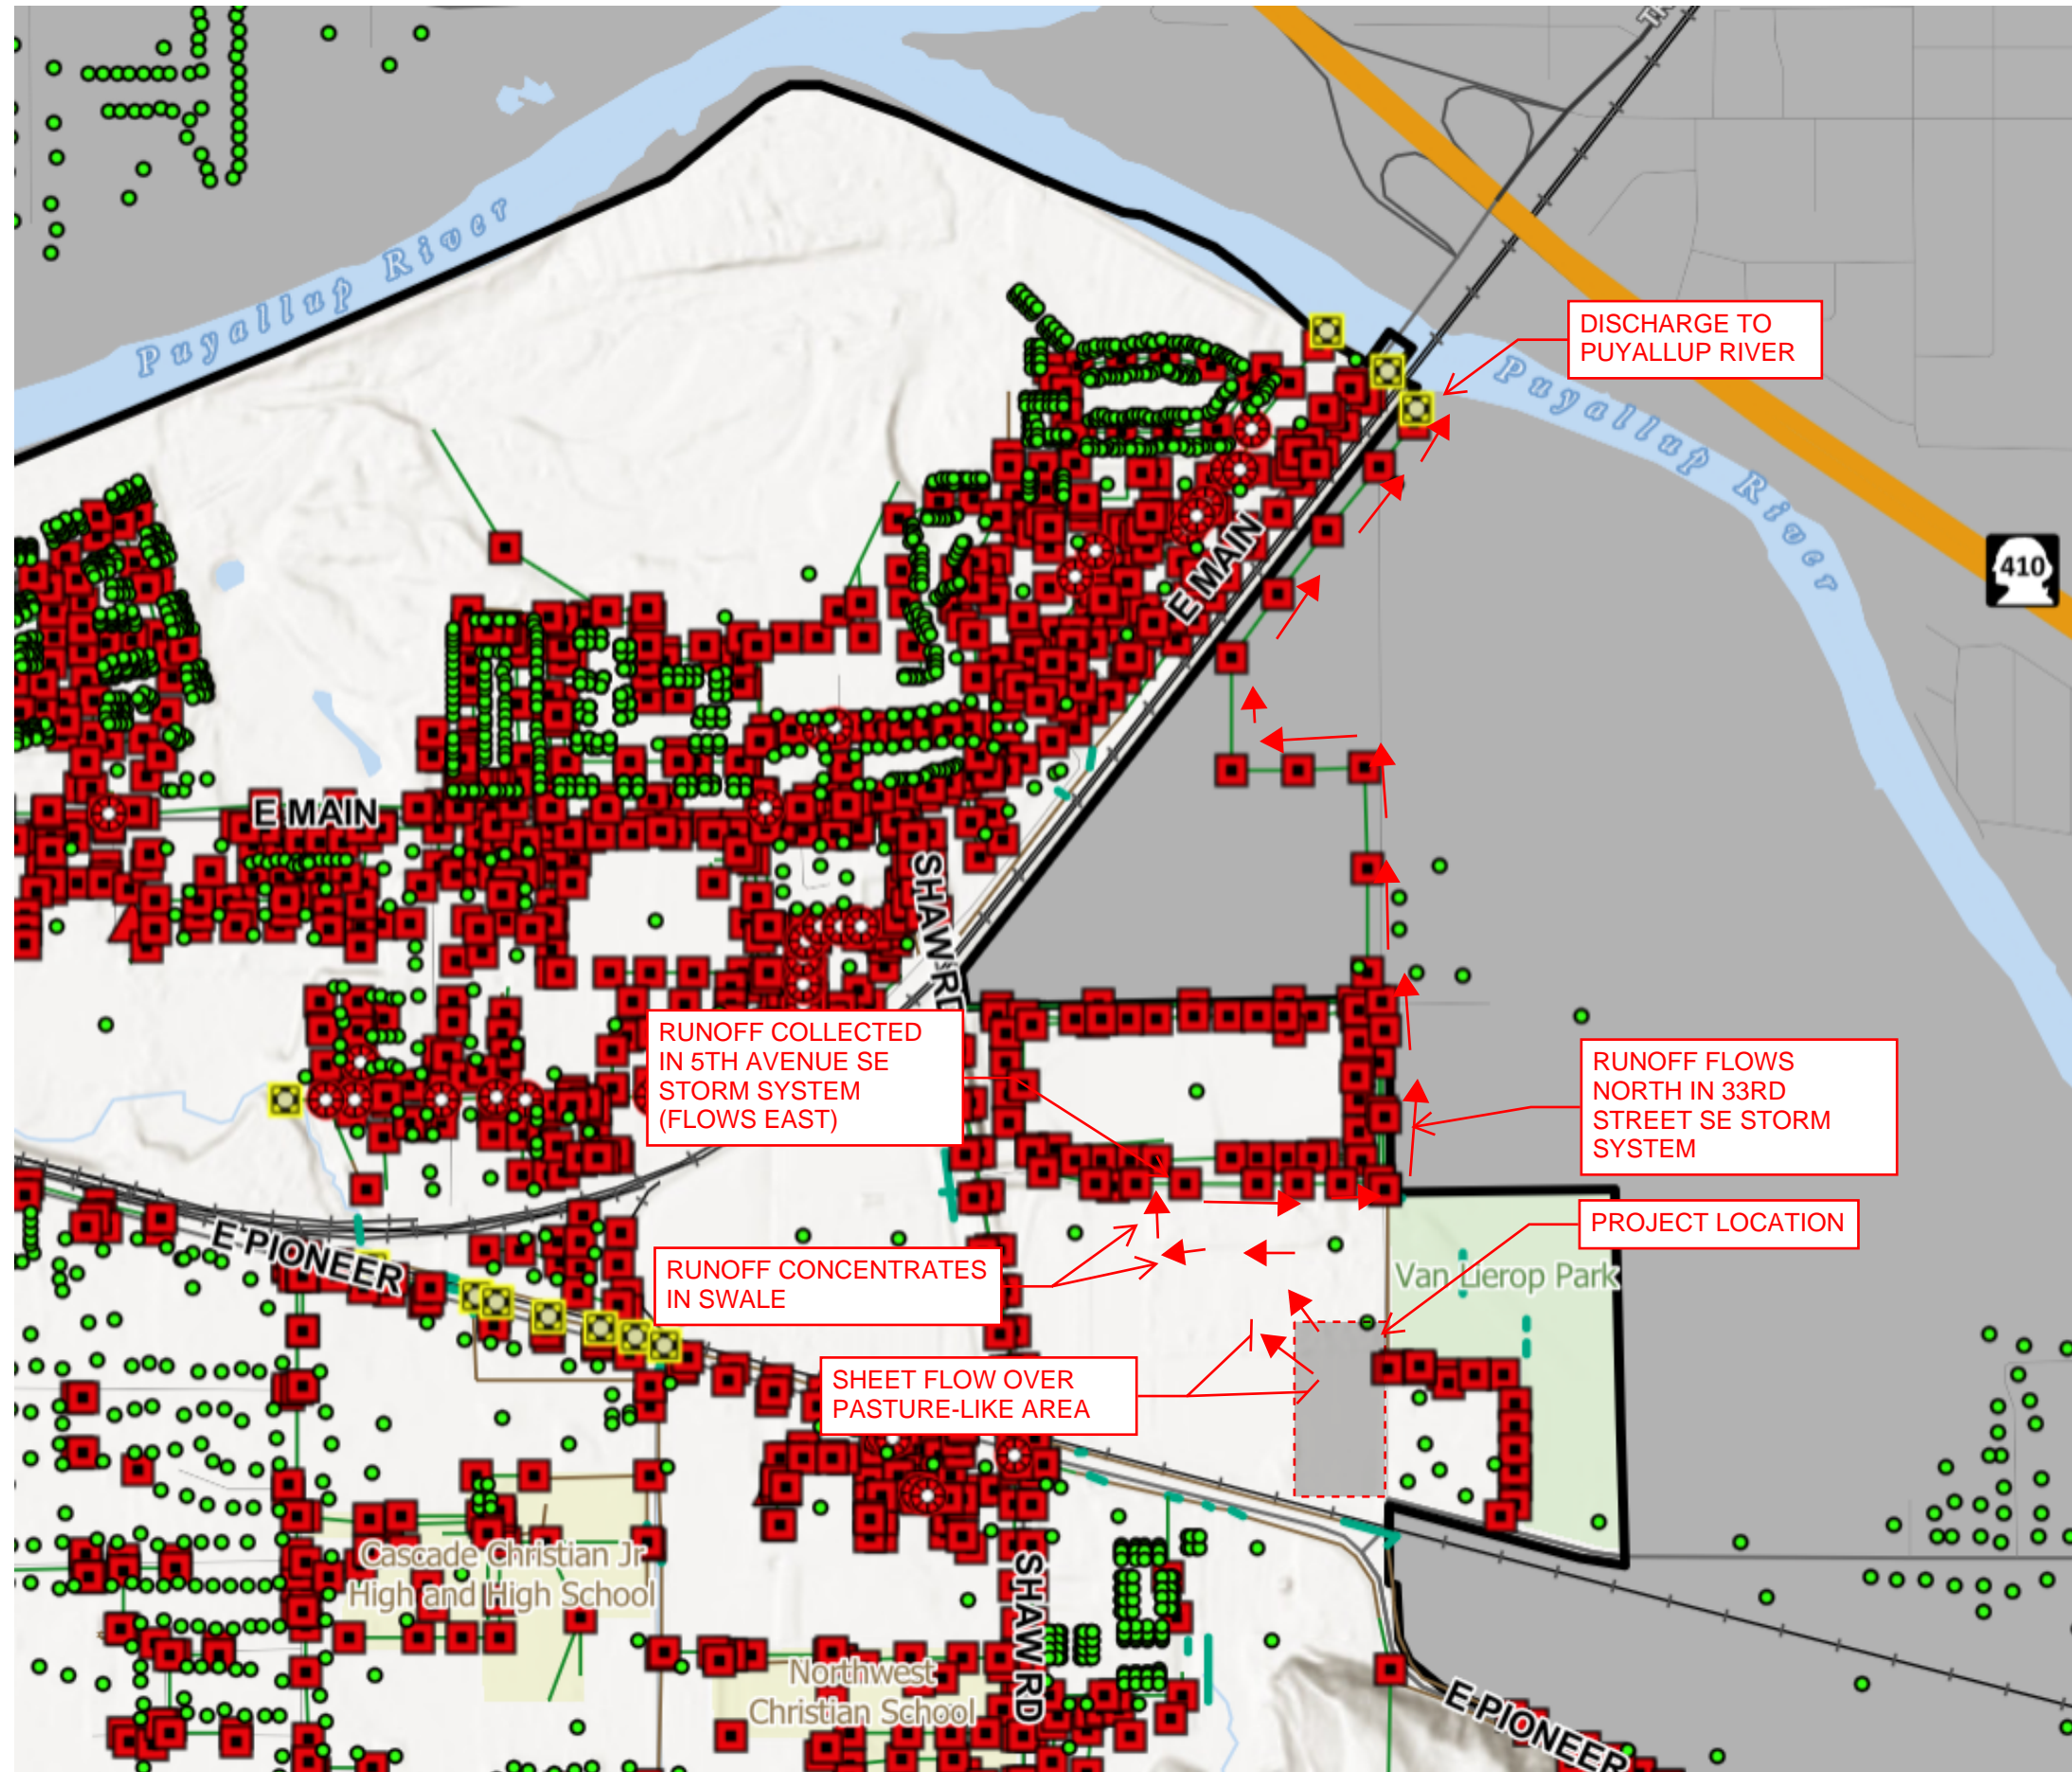 TR
Puyallup River
DISCHARGE TO
PUYALLUP RIVER
Puyallup River
410
E MAIN
E MAIN
SHAW RD
RUNOFF COLLECTED
IN 5TH AVENUE SE
STORM SYSTEM
(FLOWS EAST)
RUNOFF FLOWS
NORTH IN 33RD
STREET SE STORM
SYSTEM
PROJECT LOCATION
E PIONEER
RUNOFF CONCENTRATES
IN SWALE
Van Lierop Park
SHEET FLOW OVER
PASTURE-LIKE AREA
Cascade Christian Jr
High and High School
SHAW RD
Northwest
Christian School
E PIONEER